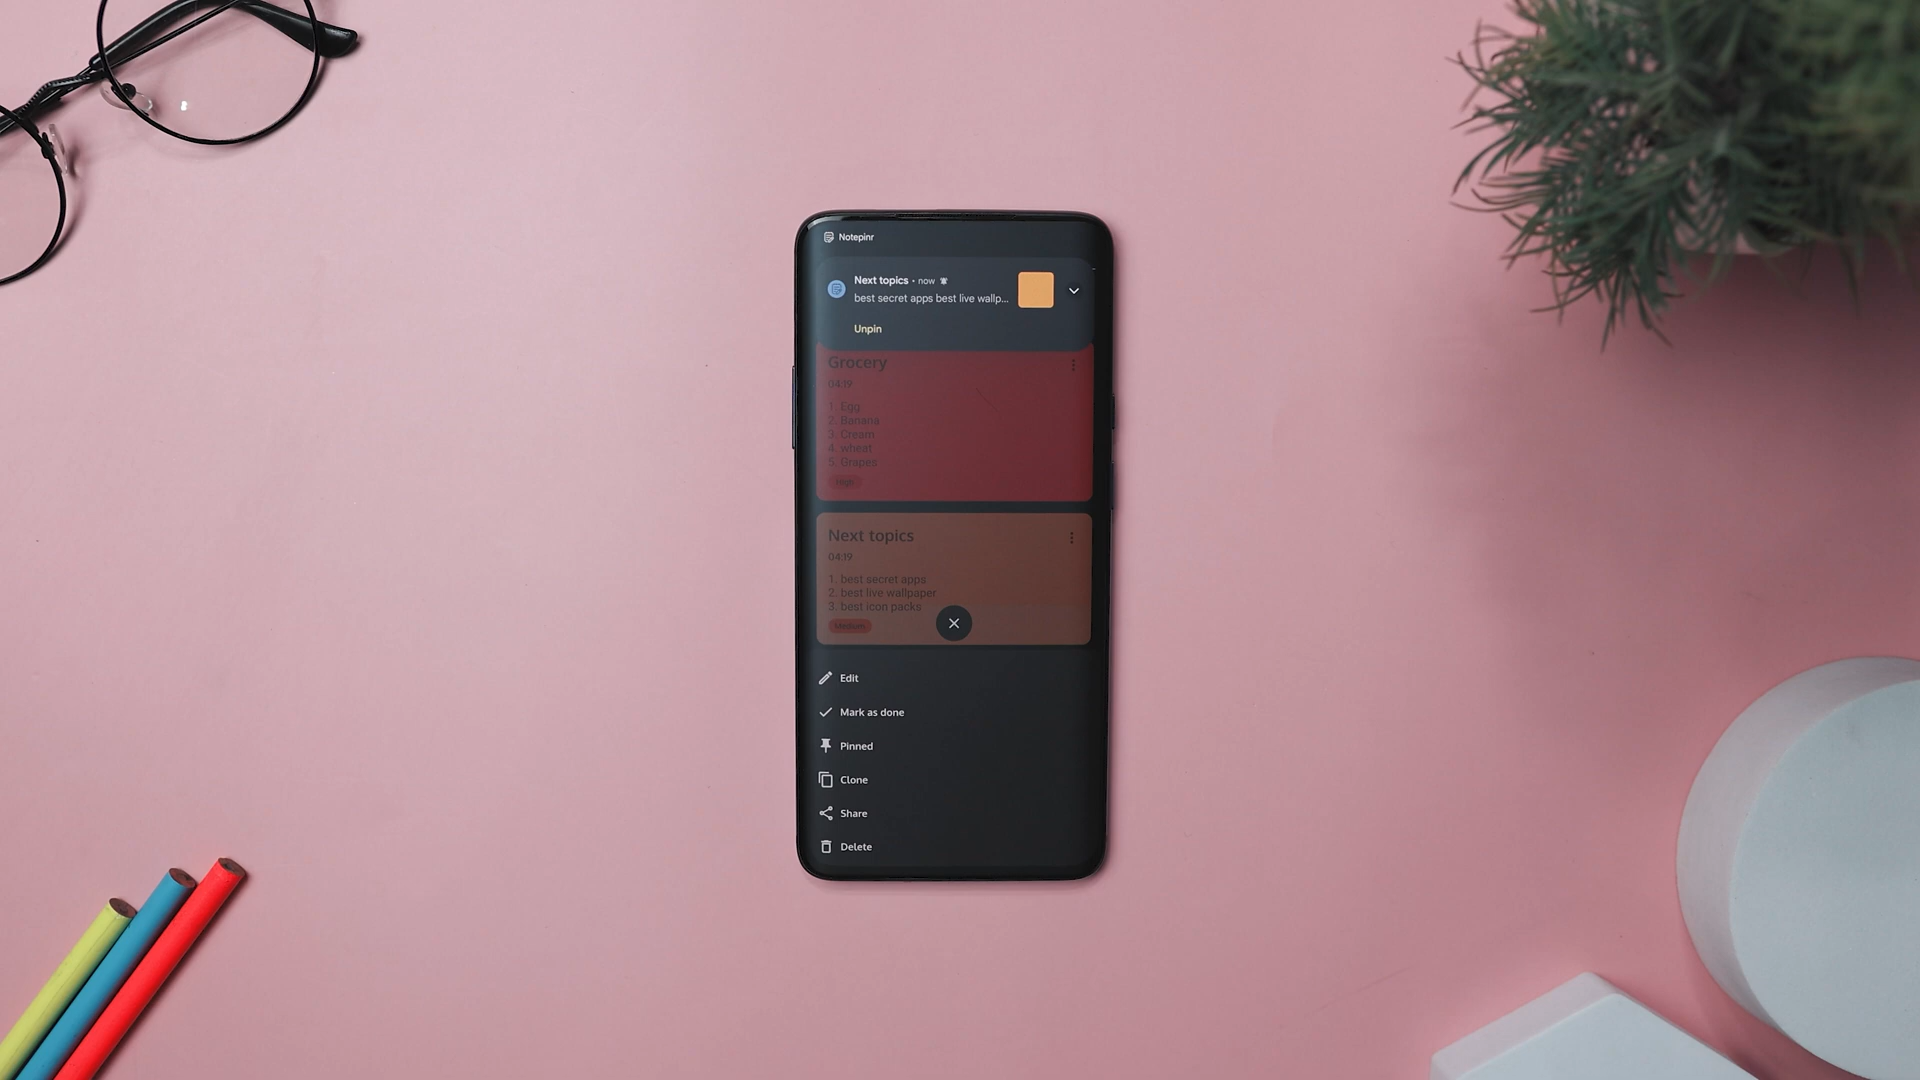 Notepinr
Next topics • now
best secret apps best live wallp...
Unpin
Grocery
04:19
1. Egg
2. Banana
3. Cream
4. wheat
5. Grapes
High
Next topics
04:19
1. best secret apps
2. best live wallpaper
3. best icon packs
Medium
Edit
Mark as done
Pinned
Clone
Share
Delete